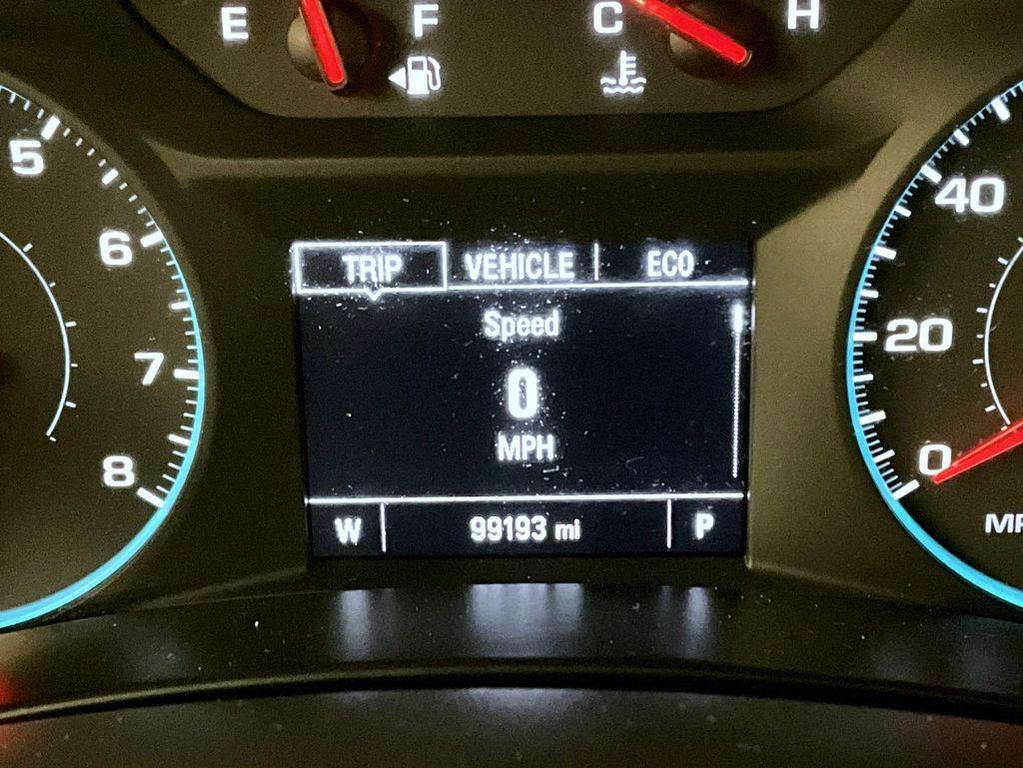 E F C H
5
6
7
8
TRIP VEHICLE ECO
Speed
0
MPH
W 99193 mi P
40
20
0